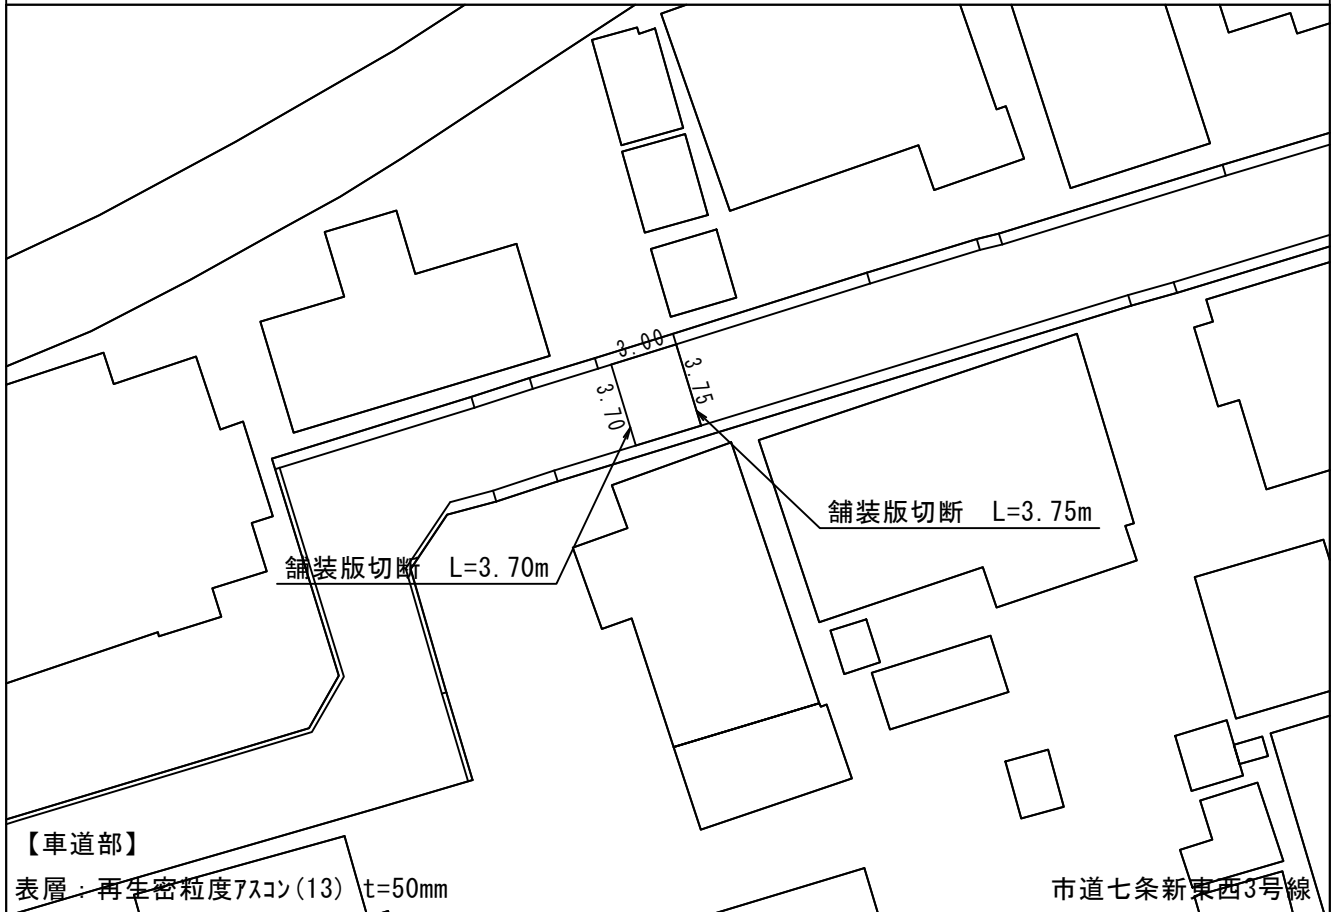 3.00
3.75
3.70
舗装版切断　L=3.75m
舗装版切断　L=3.70m
【車道部】
表層：再生密粒度アスコン(13) t=50mm
市道七条新東西3号線